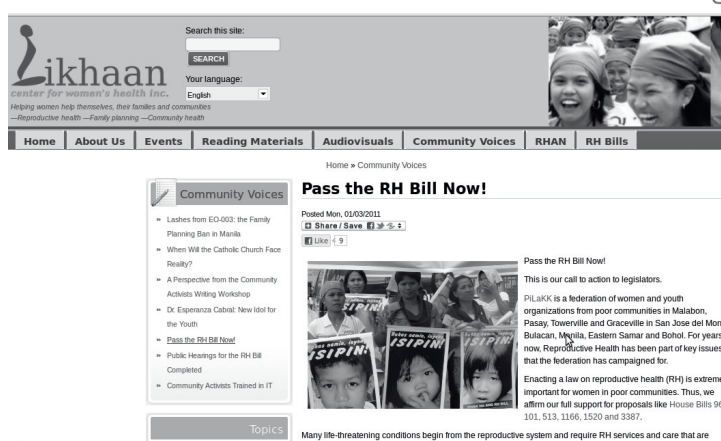 Likhaan
center for women's health inc.
Helping women help themselves, their families and communities
—Reproductive health —Family planning —Community health
Search this site:
SEARCH
Your language:
English
Home
About Us
Events
Reading Materials
Audiovisuals
Community Voices
RHAN
RH Bills
Home » Community Voices
Community Voices
Lashes from EO-003: the Family
Planning Ban in Manila
When Will the Catholic Church Face
Reality?
A Perspective from the Community
Activists Writing Workshop
Dr. Esperanza Cabral: New Idol for
the Youth
Pass the RH Bill Now!
Public Hearings for the RH Bill
Completed
Community Activists Trained in IT
Topics
Pass the RH Bill Now!
Posted Mon, 01/03/2011
Share / Save
Like 9
ISIPIN!
ISIPIN!
ISIPIN!
Pass the RH Bill Now!
This is our call to action to legislators.
PiLaKK is a federation of women and youth
organizations from poor communities in Malabon,
Pasay, Towerville and Graceville in San Jose del Mon
Bulacan, Manila, Eastern Samar and Bohol. For years
now, Reproductive Health has been part of key issues
that the federation has campaigned for.
Enacting a law on reproductive health (RH) is extreme
important for women in poor communities. Thus, we
affirm our full support for proposals like House Bills 96
101, 513, 1166, 1520 and 3387.
Many life-threatening conditions begin from the reproductive system and require RH services and care that are